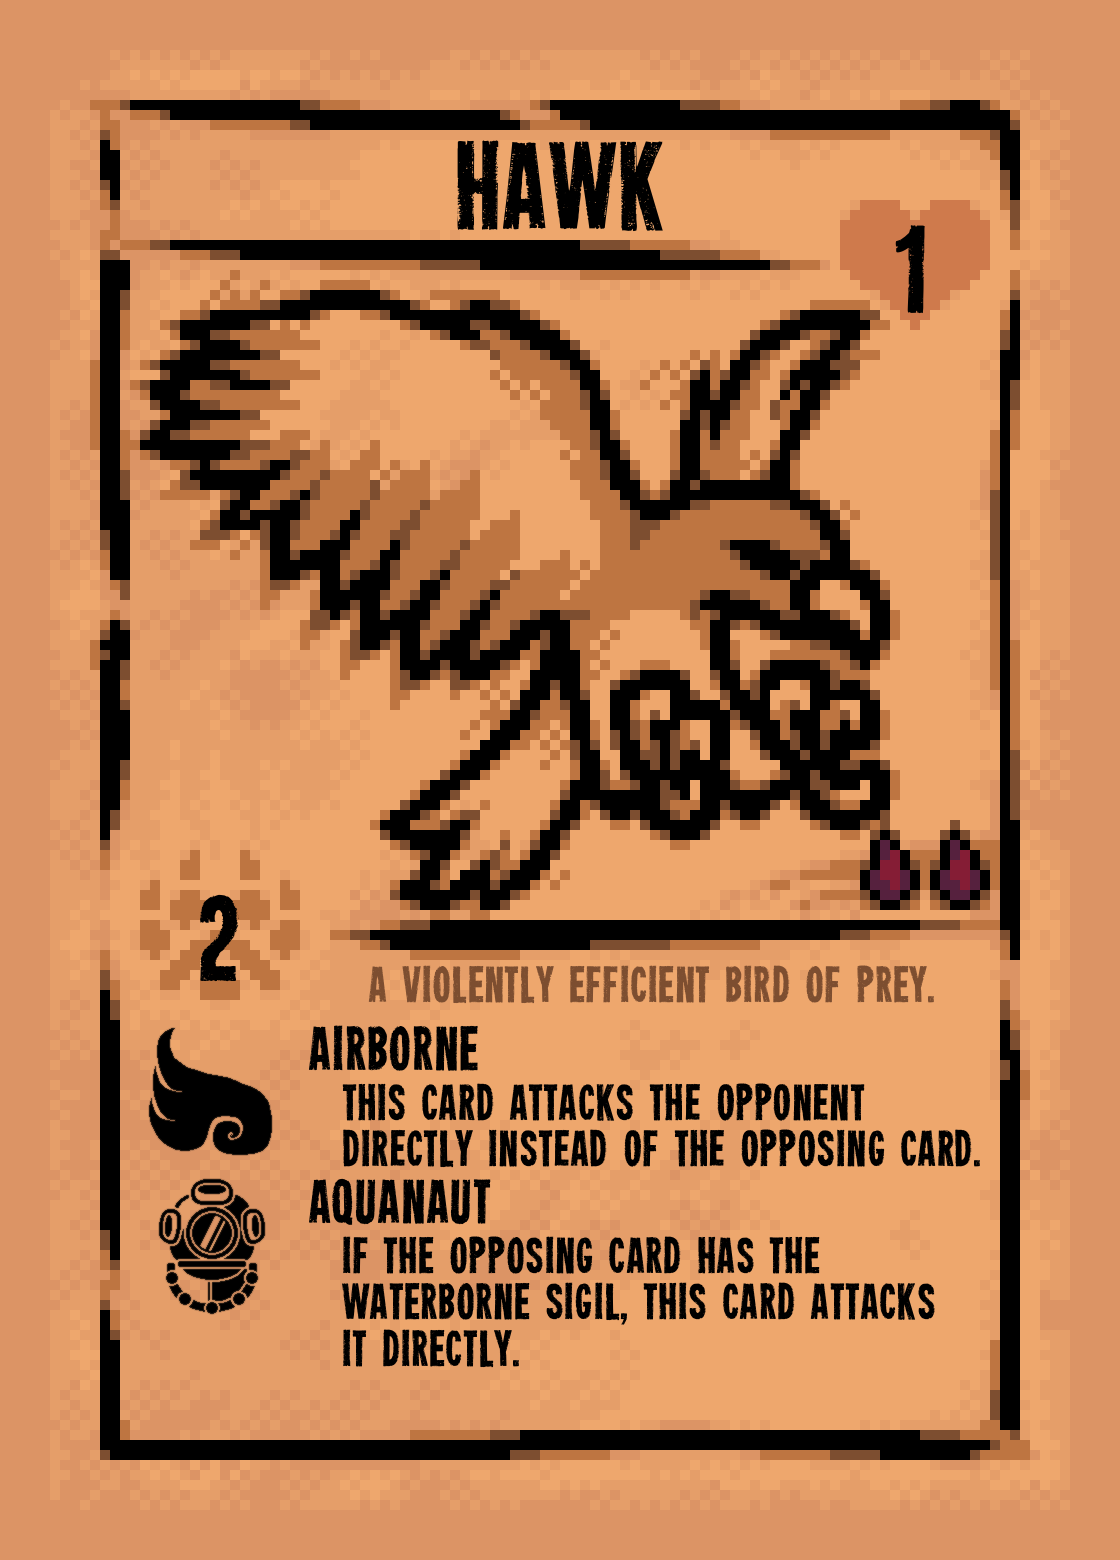 HAWK
1
2
A VIOLENTLY EFFICIENT BIRD OF PREY.
AIRBORNE
THIS CARD ATTACKS THE OPPONENT
DIRECTLY INSTEAD OF THE OPPOSING CARD.
AQUANAUT
IF THE OPPOSING CARD HAS THE
WATERBORNE SIGIL, THIS CARD ATTACKS
IT DIRECTLY.